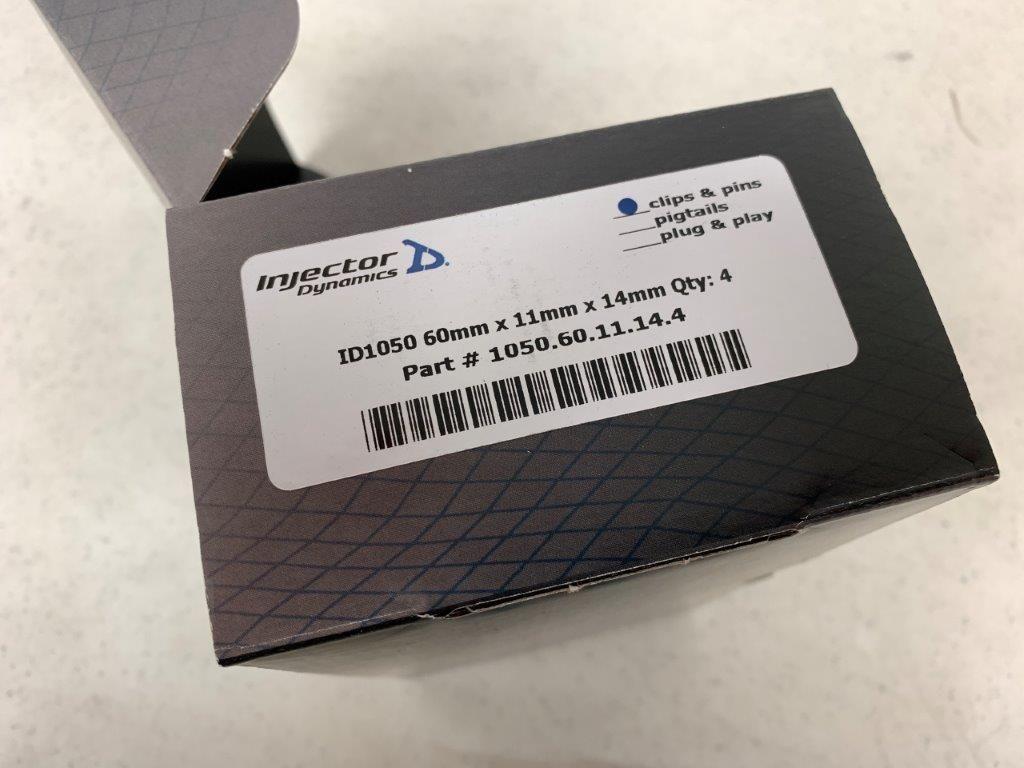 Injector
Dynamics
clips & pins
pigtails
plug & play
ID1050 60mm x 11mm x 14mm Qty: 4
Part # 1050.60.11.14.4